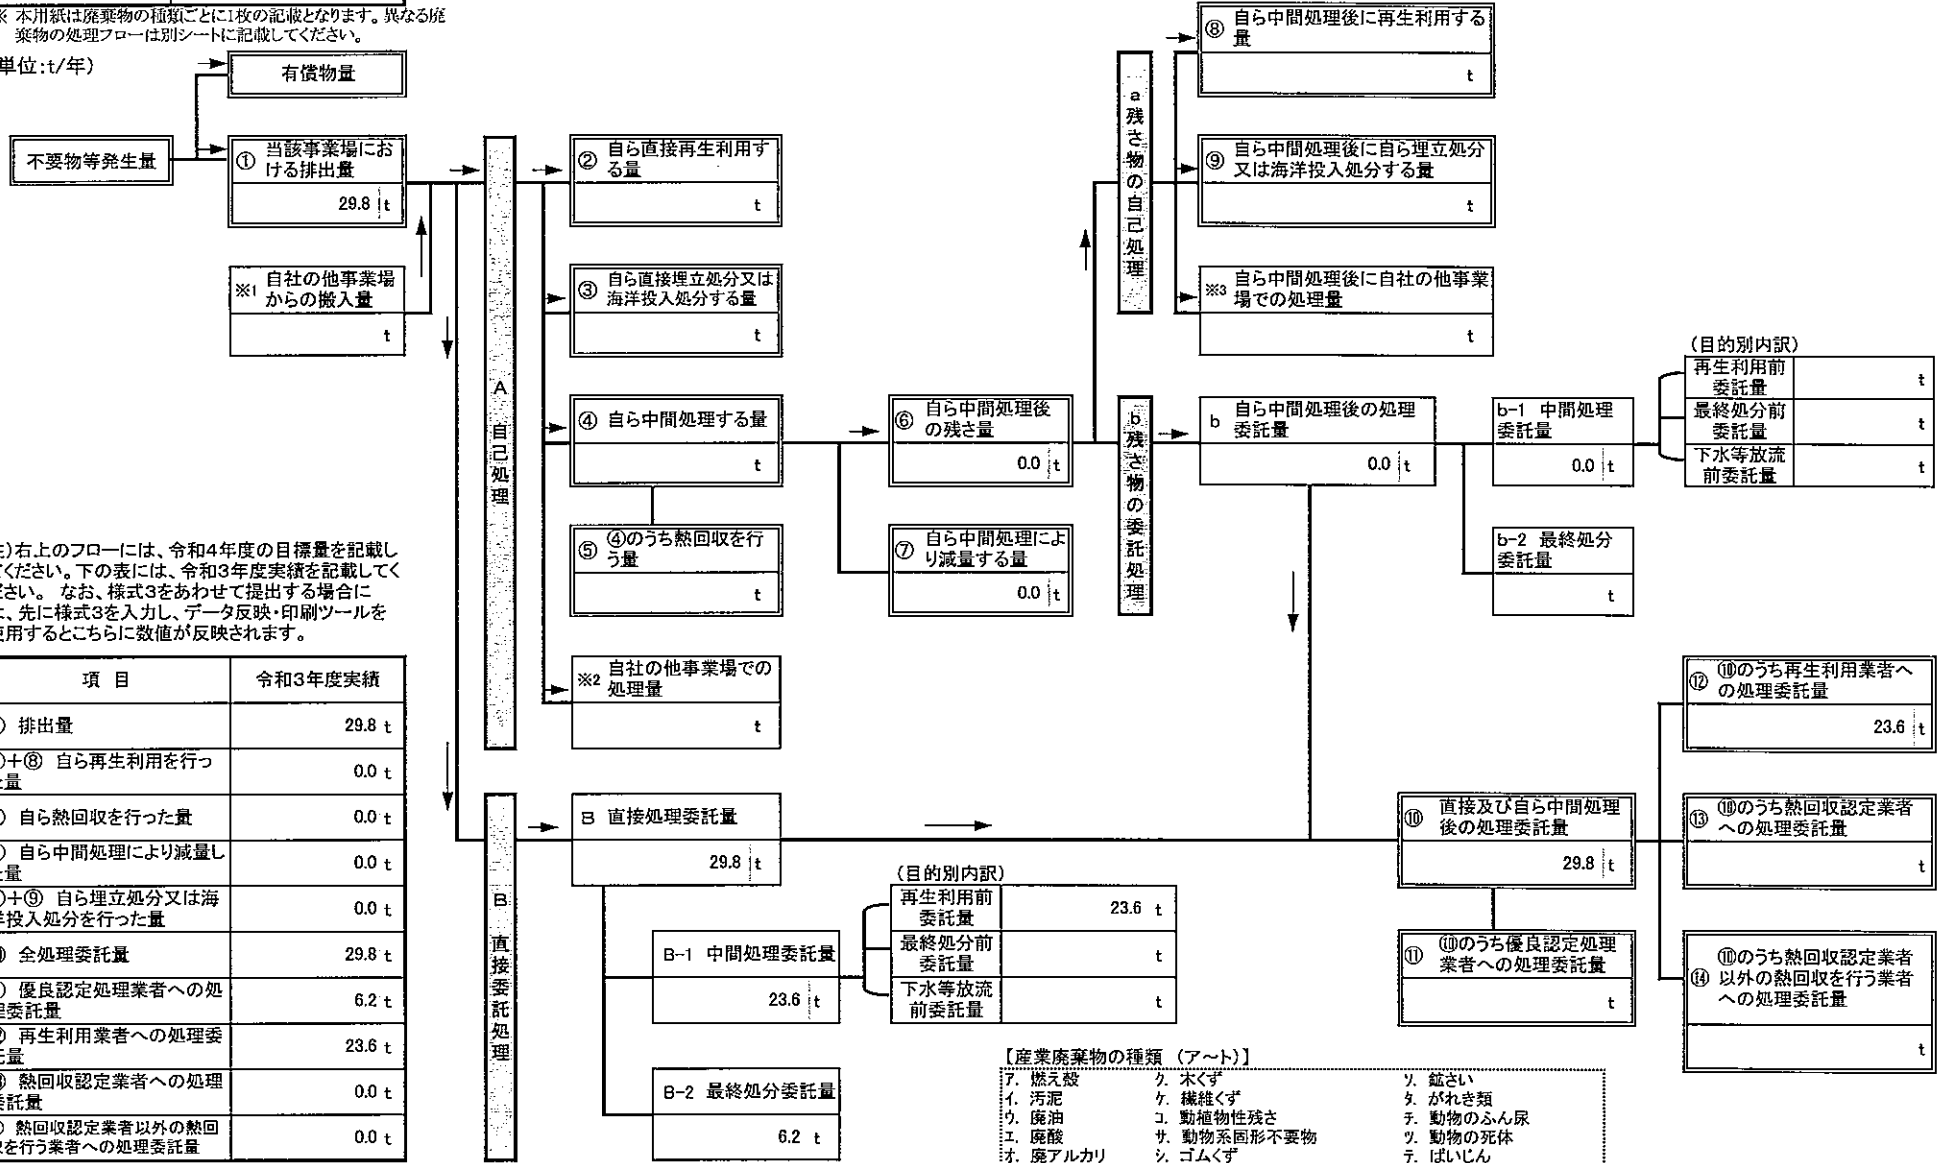 ※ 本用紙は廃棄物の種類ごとに1枚の記載となります。異なる廃
棄物の処理フローは別シートに記載してください。
単位:t/年)
有償物量
不要物等発生量
① 当該事業場にお
ける排出量
29.8 t
※1 自社の他事業場
からの搬入量
t
A 自己処理
② 自ら直接再生利用す
る量
t
③ 自ら直接埋立処分又は
海洋投入処分する量
t
④ 自ら中間処理する量
t
⑤ ④のうち熱回収を行
う量
t
※2 自社の他事業場での
処理量
t
⑥ 自ら中間処理後
の残さ量
0.0 t
⑦ 自ら中間処理によ
り減量する量
0.0 t
a 残さ物の自己処理
⑧ 自ら中間処理後に再生利用する
量
t
⑨ 自ら中間処理後に自ら埋立処分
又は海洋投入処分する量
t
※3 自ら中間処理後に自社の他事業
場での処理量
t
b 残さ物の委託処理
b 自ら中間処理後の処理
委託量
0.0 t
b-1 中間処理
委託量
0.0 t
b-2 最終処分
委託量
t
(目的別内訳)
再生利用前
委託量 t
最終処分前
委託量 t
下水等放流
前委託量 t
)右上のフローには、令和4年度の目標量を記載し
ください。下の表には、令和3年度実績を記載してく
さい。 なお、様式3をあわせて提出する場合に
、先に様式3を入力し、データ反映・印刷ツールを
使用するとこちらに数値が反映されます。
項 目 令和3年度実績
) 排出量 29.8 t
)+⑧ 自ら再生利用を行っ
量 0.0 t
) 自ら熱回収を行った量 0.0 t
) 自ら中間処理により減量し
量 0.0 t
)+⑨ 自ら埋立処分又は海
洋投入処分を行った量 0.0 t
) 全処理委託量 29.8 t
) 優良認定処理業者への処
理委託量 6.2 t
) 再生利用業者への処理委
託量 23.6 t
) 熱回収認定業者への処理
委託量 0.0 t
) 熱回収認定業者以外の熱回
収を行う業者への処理委託量 0.0 t
B 直接委託処理
B 直接処理委託量
29.8 t
B-1 中間処理委託量
23.6 t
B-2 最終処分委託量
6.2 t
(目的別内訳)
再生利用前
委託量 23.6 t
最終処分前
委託量 t
下水等放流
前委託量 t
⑩ 直接及び自ら中間処理
後の処理委託量
29.8 t
⑪ ⑩のうち優良認定処理
業者への処理委託量
t
⑫ ⑩のうち再生利用業者へ
の処理委託量
23.6 t
⑬ ⑩のうち熱回収認定業者
への処理委託量
t
⑭ ⑩のうち熱回収認定業者
以外の熱回収を行う業者
への処理委託量
t
【産業廃棄物の種類 (ア~ト)】
ア. 燃え殻 ク. 木くず ソ. 鉱さい
イ. 汚泥 ケ. 繊維くず タ. がれき類
ウ. 廃油 コ. 動植物性残さ チ. 動物のふん尿
エ. 廃酸 サ. 動物系固形不要物 ツ. 動物の死体
オ. 廃アルカリ シ. ゴムくず テ. ばいじん